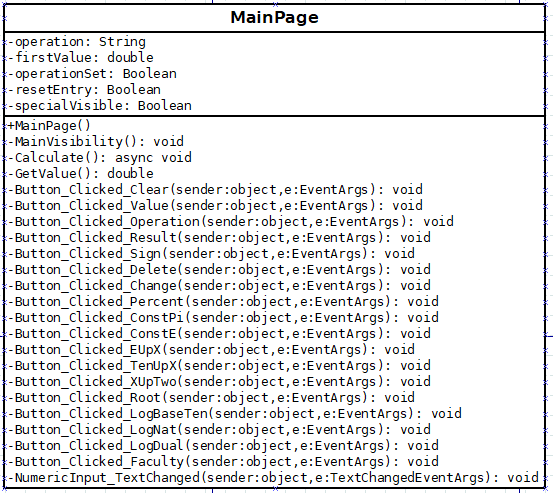 MainPage
-operation: String
-firstValue: double
-operationSet: Boolean
-resetEntry: Boolean
-specialVisible: Boolean
+MainPage()
-MainVisibility(): void
-Calculate(): async void
-GetValue(): double
-Button_Clicked_Clear(sender:object,e:EventArgs): void
-Button_Clicked_Value(sender:object,e:EventArgs): void
-Button_Clicked_Operation(sender:object,e:EventArgs): void
-Button_Clicked_Result(sender:object,e:EventArgs): void
-Button_Clicked_Sign(sender:object,e:EventArgs): void
-Button_Clicked_Delete(sender:object,e:EventArgs): void
-Button_Clicked_Change(sender:object,e:EventArgs): void
-Button_Clicked_Percent(sender:object,e:EventArgs): void
-Button_Clicked_ConstPi(sender:object,e:EventArgs): void
-Button_Clicked_ConstE(sender:object,e:EventArgs): void
-Button_Clicked_EUpX(sender:object,e:EventArgs): void
-Button_Clicked_TenUpX(sender:object,e:EventArgs): void
-Button_Clicked_XUpTwo(sender:object,e:EventArgs): void
-Button_Clicked_Root(sender:object,e:EventArgs): void
-Button_Clicked_LogBaseTen(sender:object,e:EventArgs): void
-Button_Clicked_LogNat(sender:object,e:EventArgs): void
-Button_Clicked_LogDual(sender:object,e:EventArgs): void
-Button_Clicked_Faculty(sender:object,e:EventArgs): void
-NumericInput_TextChanged(sender:object,e:TextChangedEventArgs): void